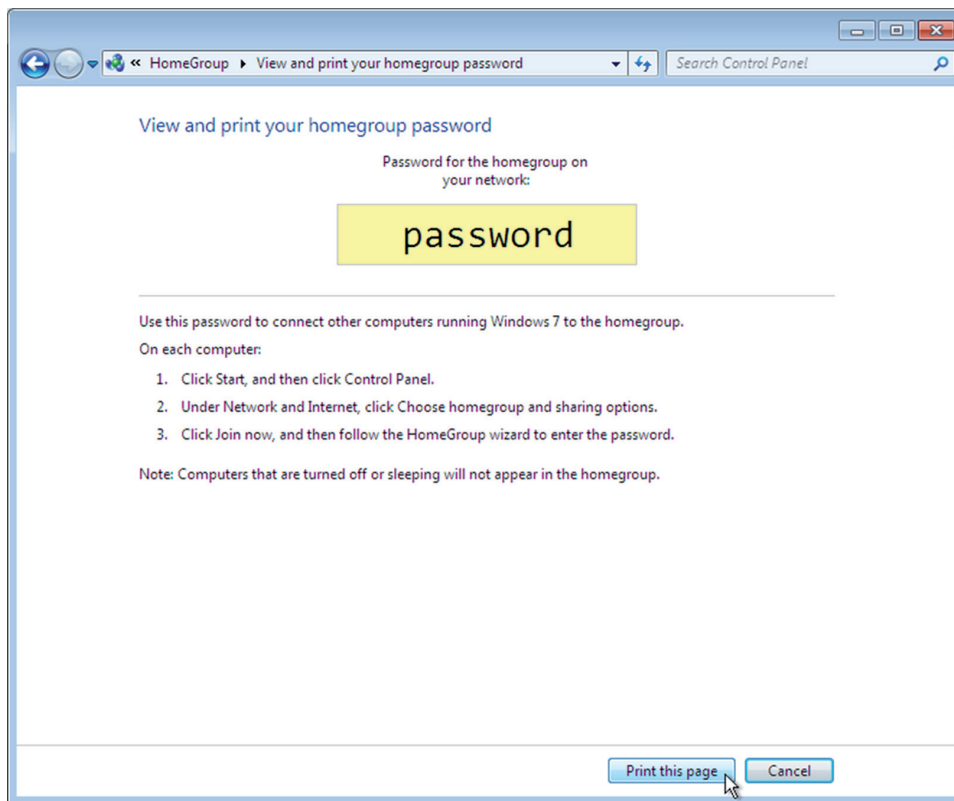 « HomeGroup ▸ View and print your homegroup password Search Control Panel
View and print your homegroup password
Password for the homegroup on
your network:
password
Use this password to connect other computers running Windows 7 to the homegroup.
On each computer:
1. Click Start, and then click Control Panel.
2. Under Network and Internet, click Choose homegroup and sharing options.
3. Click Join now, and then follow the HomeGroup wizard to enter the password.
Note: Computers that are turned off or sleeping will not appear in the homegroup.
Print this page Cancel